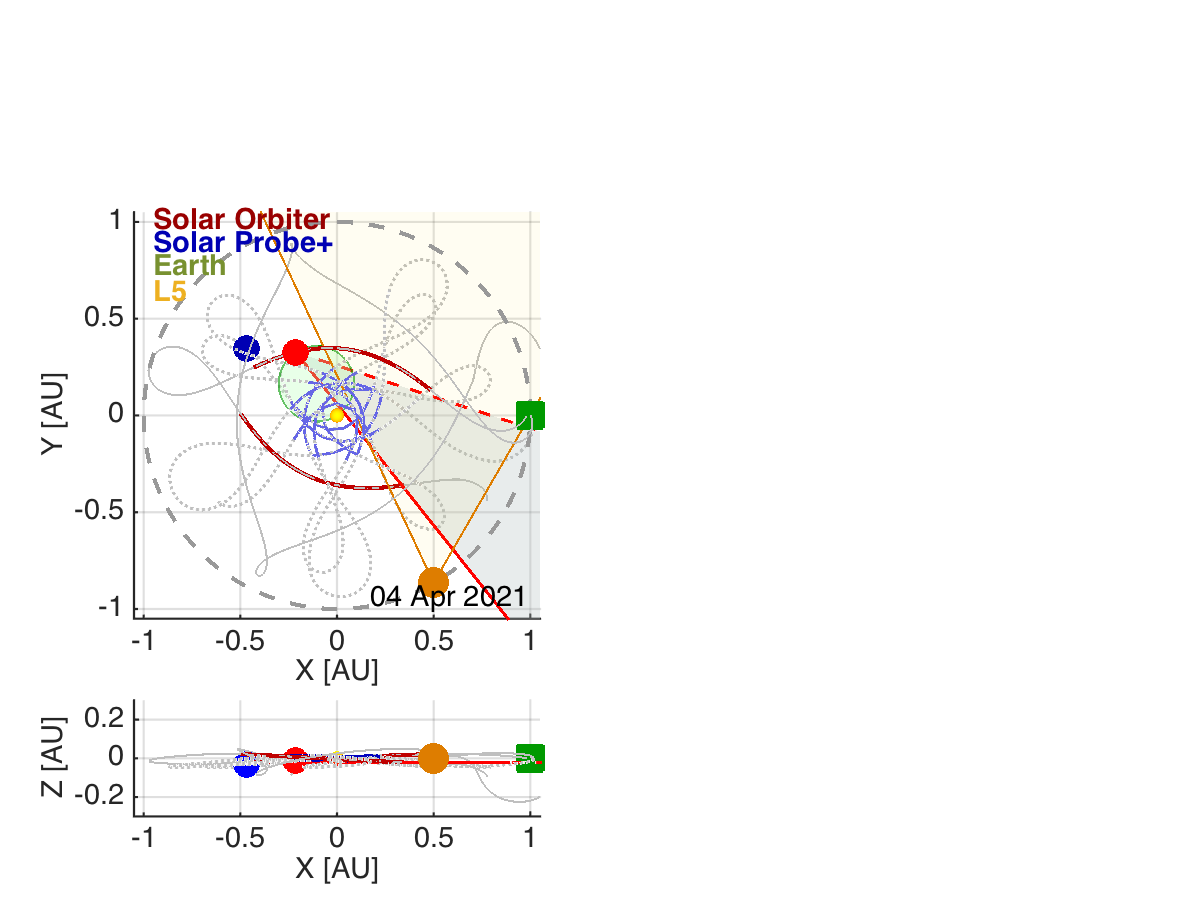 1
Solar Orbiter
Solar Probe+
Earth
L5
0.5
0
-0.5
-1
Y [AU]
04 Apr 2021
-1 -0.5 0 0.5 1
X [AU]
0.2
0
-0.2
Z [AU]
-1 -0.5 0 0.5 1
X [AU]